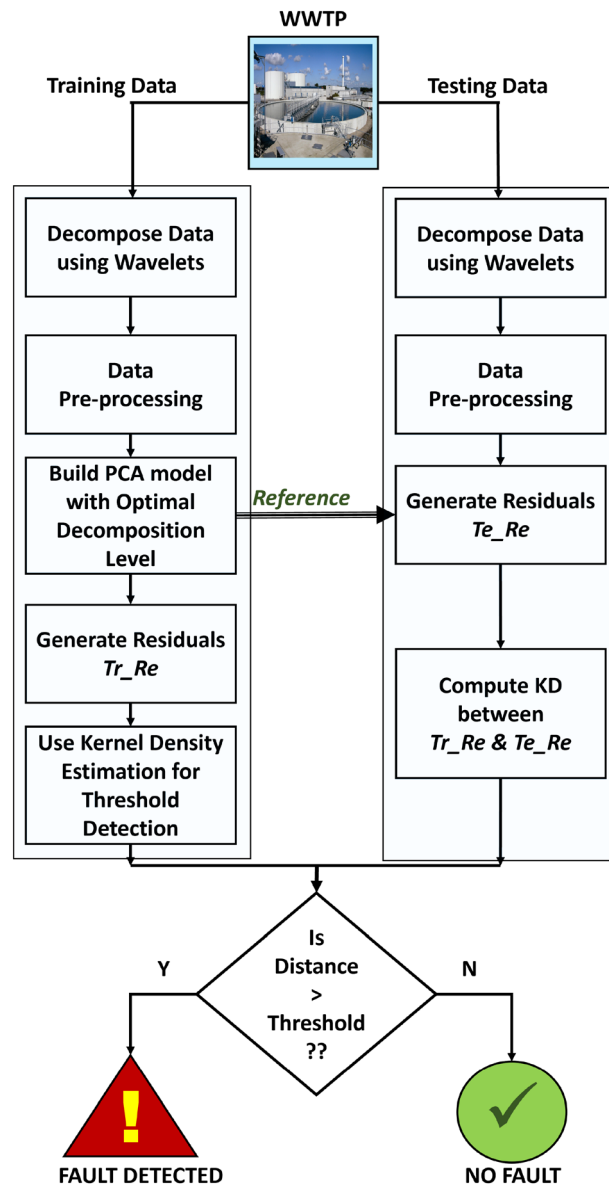 WWTP
Training Data
Testing Data
Decompose Data
using Wavelets
Data
Pre-processing
Build PCA model
with Optimal
Decomposition
Level
Generate Residuals
Tr_Re
Use Kernel Density
Estimation for
Threshold
Detection
Reference
Decompose Data
using Wavelets
Data
Pre-processing
Generate Residuals
Te_Re
Compute KD
between
Tr_Re & Te_Re
Is
Distance
>
Threshold
??
Y
N
!
FAULT DETECTED
NO FAULT